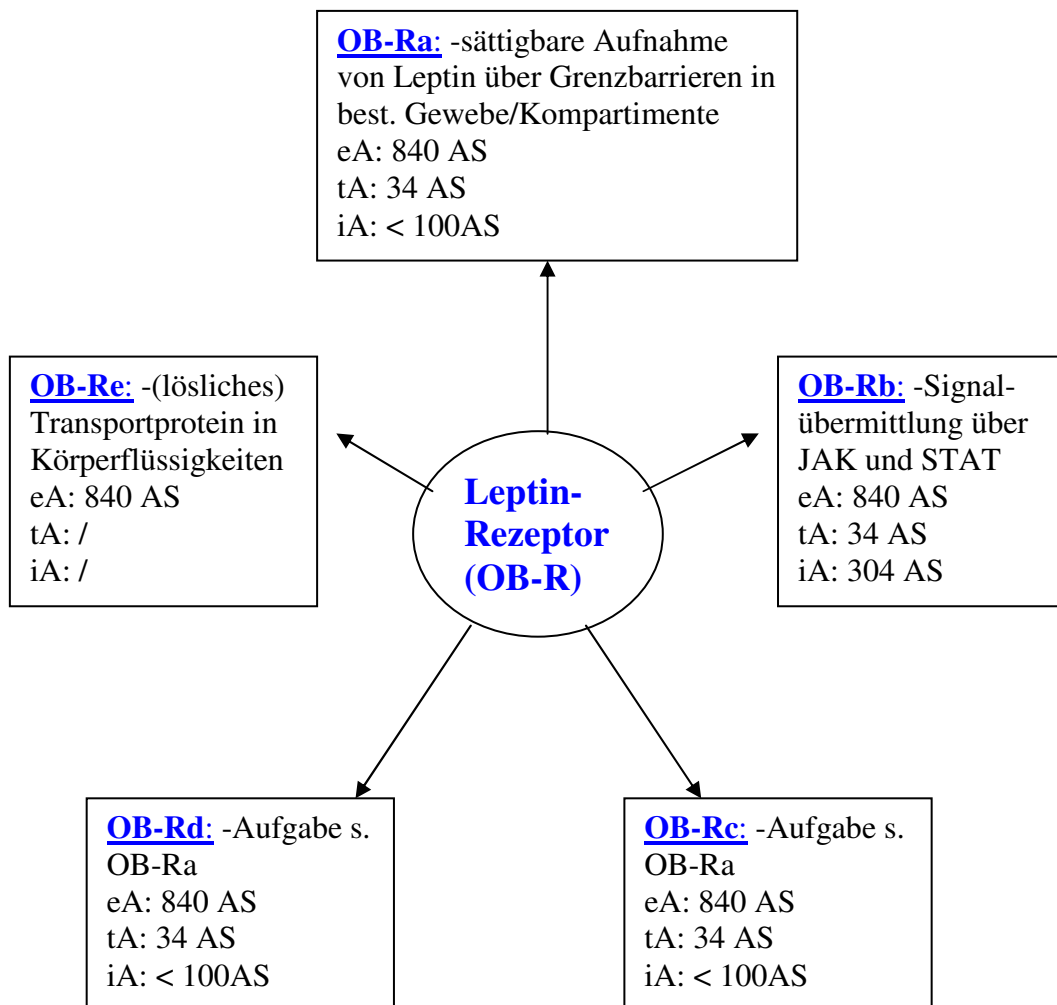 OB-Ra: -sättigbare Aufnahme
von Leptin über Grenzbarrieren in
best. Gewebe/Kompartimente
eA: 840 AS
tA: 34 AS
iA: < 100AS
OB-Re: -(lösliches)
Transportprotein in
Körperflüssigkeiten
eA: 840 AS
tA: /
iA: /
Leptin-
Rezeptor
(OB-R)
OB-Rb: -Signal-
übermittlung über
JAK und STAT
eA: 840 AS
tA: 34 AS
iA: 304 AS
OB-Rd: -Aufgabe s.
OB-Ra
eA: 840 AS
tA: 34 AS
iA: < 100AS
OB-Rc: -Aufgabe s.
OB-Ra
eA: 840 AS
tA: 34 AS
iA: < 100AS